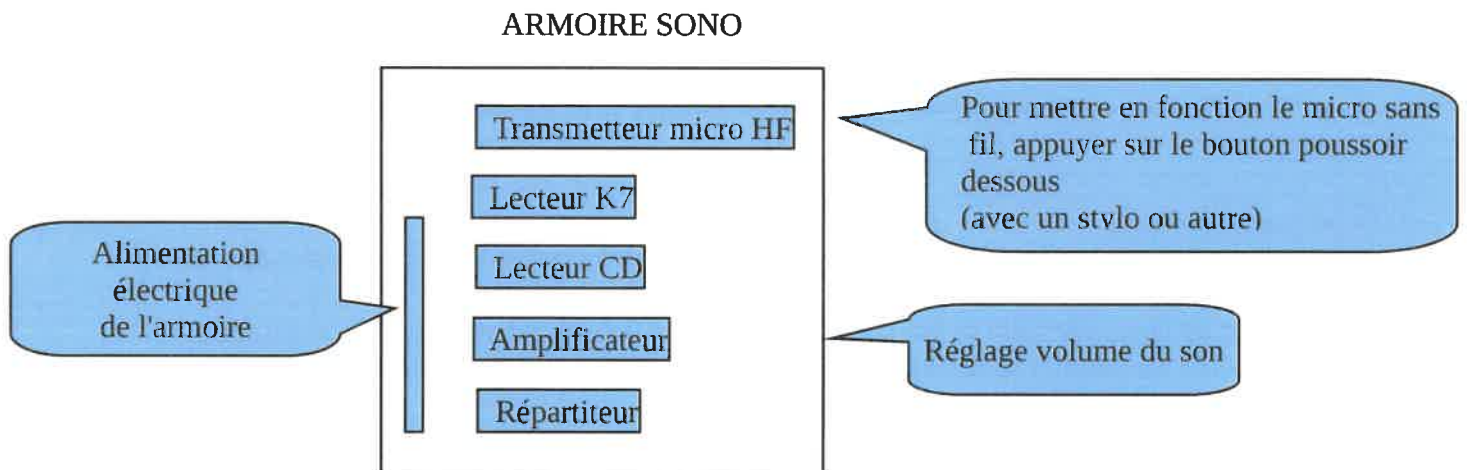 ARMOIRE SONO
Transmetteur micro HF
Pour mettre en fonction le micro sans
fil, appuyer sur le bouton poussoir
dessous
(avec un stylo ou autre)
Lecteur K7
Alimentation
électrique
de l'armoire
Lecteur CD
Amplificateur
Réglage volume du son
Répartiteur